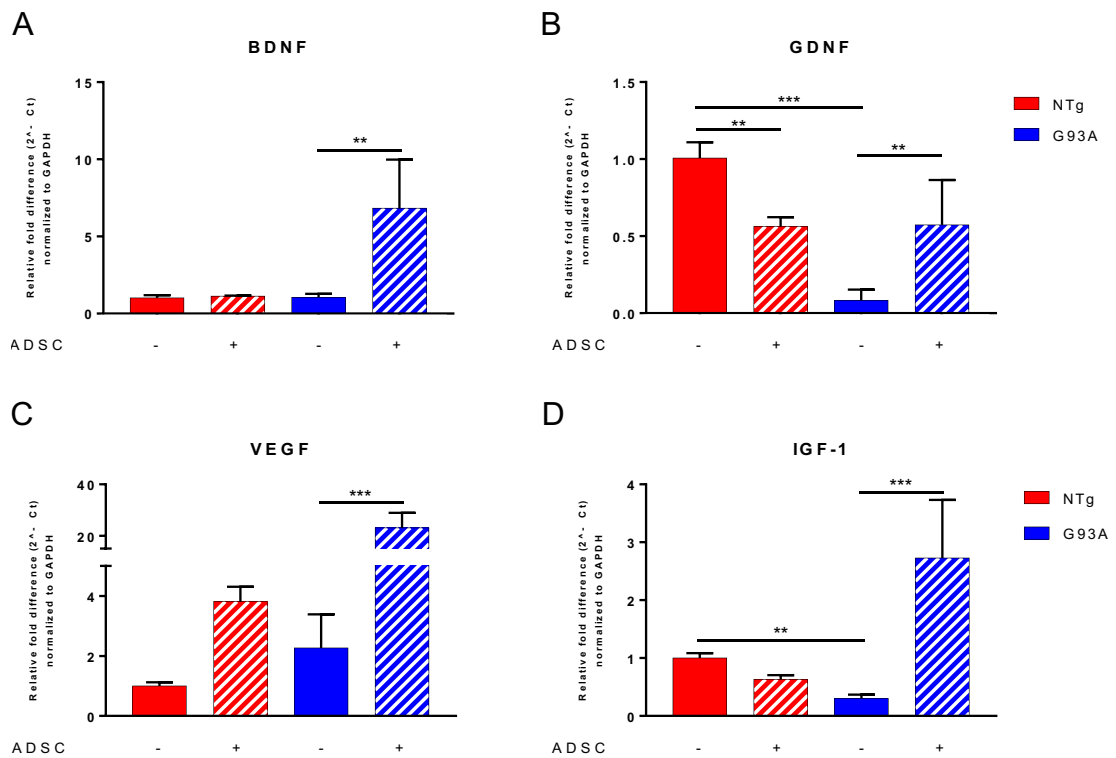 A
BDNF
Relative fold difference (2^- Ct)
normalized to GAPDH
15
10
5
0
**
ADSC - + - +
B
GDNF
Relative fold difference (2^- Ct)
normalized to GAPDH
1.5
1.0
0.5
0.0
***
**
**
ADSC - + - +
NTg
G93A
C
VEGF
Relative fold difference (2^- Ct)
normalized to GAPDH
40
20
4
2
0
***
ADSC - + - +
D
IGF-1
Relative fold difference (2^- Ct)
normalized to GAPDH
4
3
2
1
0
***
**
ADSC - + - +
NTg
G93A